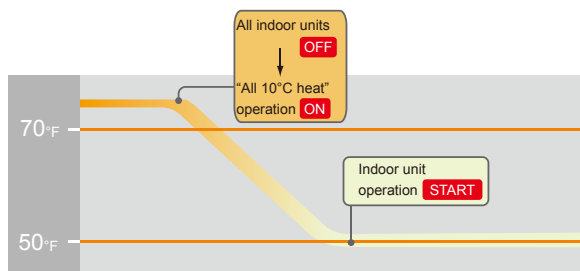 All indoor units
OFF
“All 10°C heat”
operation ON
70°F
Indoor unit
operation START
50°F